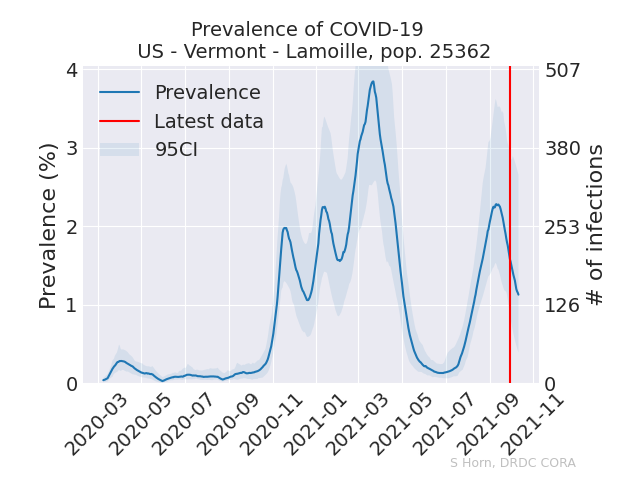 Prevalence of COVID-19
US - Vermont - Lamoille, pop. 25362
Prevalence
Latest data
95CI
Prevalence (%)
4
3
2
1
0
# of infections
507
380
253
126
0
2020-03
2020-05
2020-07
2020-09
2020-11
2021-01
2021-03
2021-05
2021-07
2021-09
2021-11
S Horn, DRDC CORA